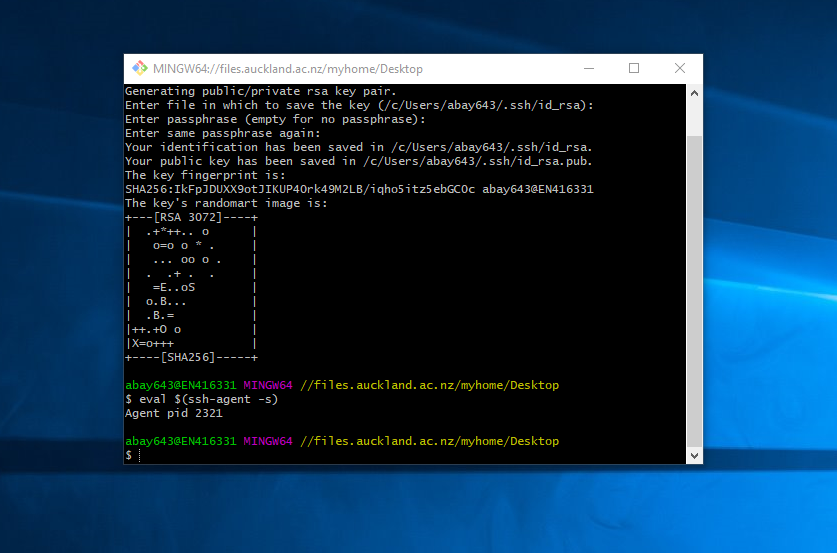 MINGW64://files.auckland.ac.nz/myhome/Desktop
Generating public/private rsa key pair.
Enter file in which to save the key (/c/Users/abay643/.ssh/id_rsa):
Enter passphrase (empty for no passphrase):
Enter same passphrase again:
Your identification has been saved in /c/Users/abay643/.ssh/id_rsa.
Your public key has been saved in /c/Users/abay643/.ssh/id_rsa.pub.
The key fingerprint is:
SHA256:IkFpJDUXX9otJIKUP4Ork49M2LB/iqho5itz5ebGC0c abay643@EN416331
The key's randomart image is:
+---[RSA 3072]----+
|  .+*++.. o      |
|   o=o o * .     |
|   ... oo o .    |
|  .  .+ .  .     |
|   =E..oS        |
|  o.B...         |
|  .B.=           |
|++.+O o          |
|X=o+++           |
+----[SHA256]-----+
abay643@EN416331 MINGW64 //files.auckland.ac.nz/myhome/Desktop
$ eval $(ssh-agent -s)
Agent pid 2321
abay643@EN416331 MINGW64 //files.auckland.ac.nz/myhome/Desktop
$